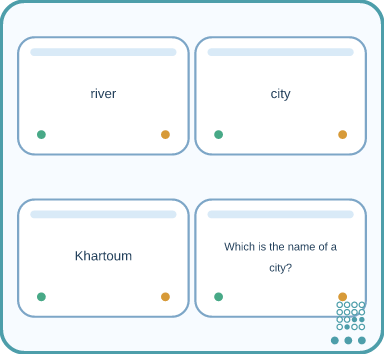 river
city
Khartoum
Which is the name of a
city?